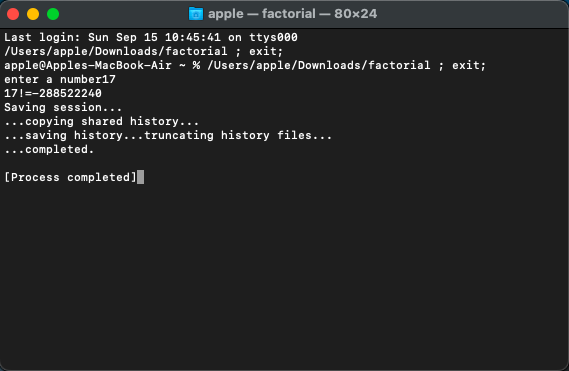 apple — factorial — 80×24
Last login: Sun Sep 15 10:45:41 on ttys000
/Users/apple/Downloads/factorial ; exit;
apple@Apples-MacBook-Air ~ % /Users/apple/Downloads/factorial ; exit;
enter a number17
17!=-288522240
Saving session...
...copying shared history...
...saving history...truncating history files...
...completed.
[Process completed]